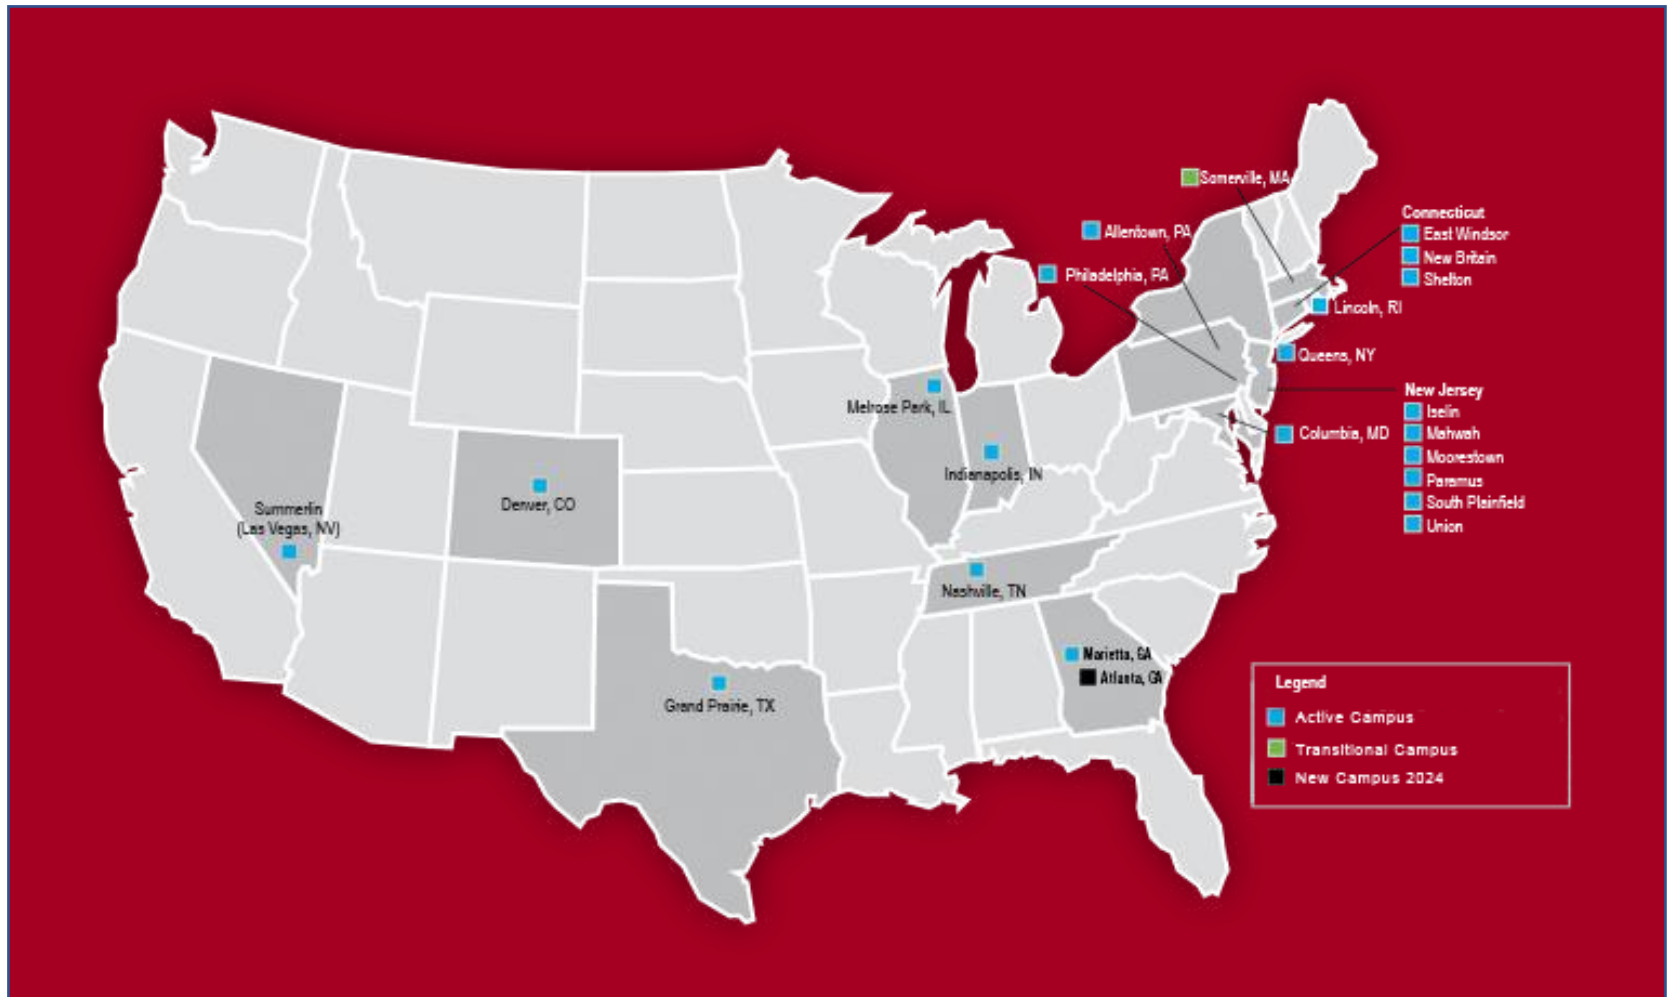 Somerville, MA
Allentown, PA
Philadelphia, PA
Connecticut
East Windsor
New Britain
Shelton
Lincoln, RI
Queens, NY
New Jersey
Iselin
Mahwah
Moorestown
Paramus
South Plainfield
Union
Columbia, MD
Melrose Park, IL
Indianapolis, IN
Denver, CO
Summerlin
(Las Vegas, NV)
Nashville, TN
Marietta, GA
Atlanta, GA
Grand Prairie, TX
Legend
Active Campus
Transitional Campus
New Campus 2024